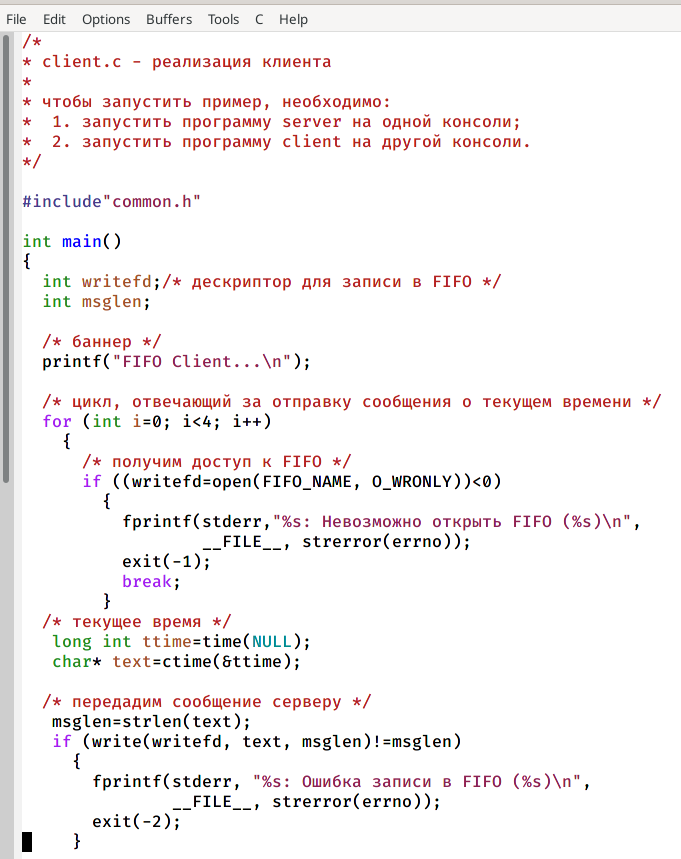 File Edit Options Buffers Tools C Help
/*
* client.c - реализация клиента
*
* чтобы запустить пример, необходимо:
*  1. запустить программу server на одной консоли;
*  2. запустить программу client на другой консоли.
*/
#include"common.h"
int main()
{
  int writefd;/* дескриптор для записи в FIFO */
  int msglen;
  /* баннер */
  printf("FIFO Client...\n");
  /* цикл, отвечающий за отправку сообщения о текущем времени */
  for (int i=0; i<4; i++)
    {
      /* получим доступ к FIFO */
      if ((writefd=open(FIFO_NAME, O_WRONLY))<0)
        {
          fprintf(stderr,"%s: Невозможно открыть FIFO (%s)\n",
                  __FILE__, strerror(errno));
          exit(-1);
          break;
        }
  /* текущее время */
   long int ttime=time(NULL);
   char* text=ctime(&ttime);
  /* передадим сообщение серверу */
   msglen=strlen(text);
   if (write(writefd, text, msglen)!=msglen)
     {
       fprintf(stderr, "%s: Ошибка записи в FIFO (%s)\n",
               __FILE__, strerror(errno));
       exit(-2);
     }